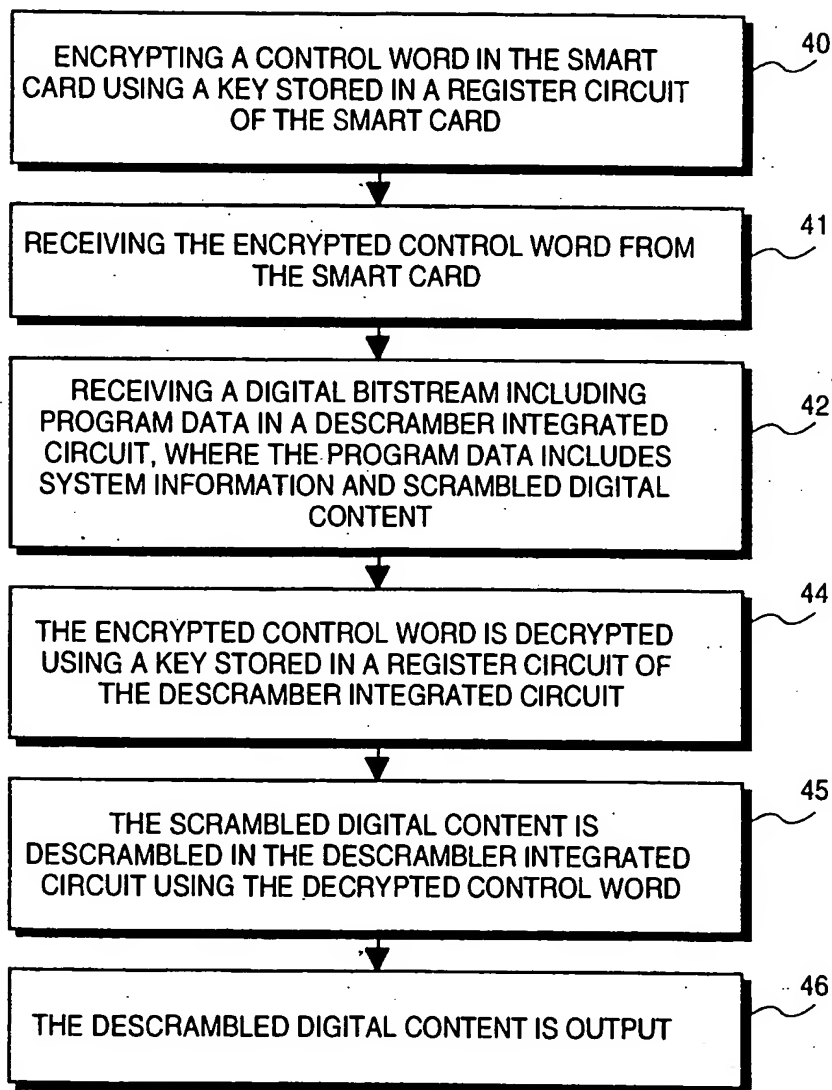 ENCRYPTING A CONTROL WORD IN THE SMART
CARD USING A KEY STORED IN A REGISTER CIRCUIT
OF THE SMART CARD
40
RECEIVING THE ENCRYPTED CONTROL WORD FROM
THE SMART CARD
41
RECEIVING A DIGITAL BITSTREAM INCLUDING
PROGRAM DATA IN A DESCRAMBER INTEGRATED
CIRCUIT, WHERE THE PROGRAM DATA INCLUDES
SYSTEM INFORMATION AND SCRAMBLED DIGITAL
CONTENT
42
THE ENCRYPTED CONTROL WORD IS DECRYPTED
USING A KEY STORED IN A REGISTER CIRCUIT OF
THE DESCRAMBER INTEGRATED CIRCUIT
44
THE SCRAMBLED DIGITAL CONTENT IS
DESCRAMBLED IN THE DESCRAMBLER INTEGRATED
CIRCUIT USING THE DECRYPTED CONTROL WORD
45
THE DESCRAMBLED DIGITAL CONTENT IS OUTPUT
46